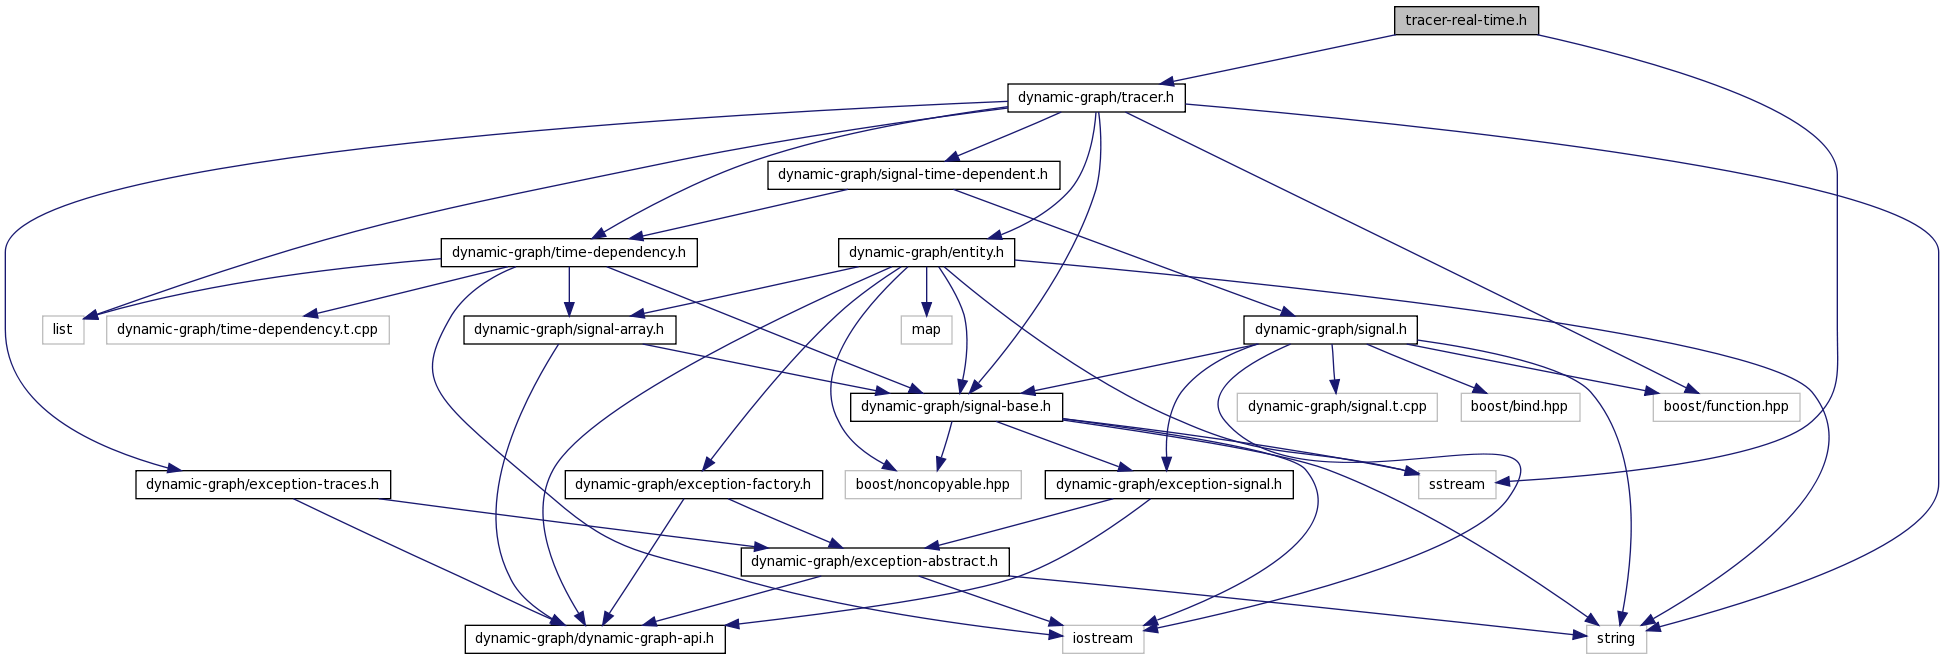 tracer-real-time.h
dynamic-graph/tracer.h
dynamic-graph/signal-time-dependent.h
dynamic-graph/time-dependency.h
dynamic-graph/entity.h
list
dynamic-graph/time-dependency.t.cpp
dynamic-graph/signal-array.h
map
dynamic-graph/signal.h
dynamic-graph/signal-base.h
dynamic-graph/signal.t.cpp
boost/bind.hpp
boost/function.hpp
dynamic-graph/exception-traces.h
dynamic-graph/exception-factory.h
boost/noncopyable.hpp
dynamic-graph/exception-signal.h
sstream
dynamic-graph/exception-abstract.h
dynamic-graph/dynamic-graph-api.h
iostream
string